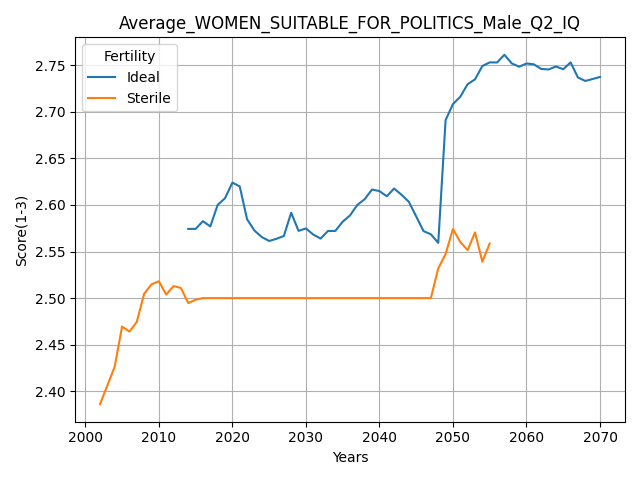 Average_WOMEN_SUITABLE_FOR_POLITICS_Male_Q2_IQ
Fertility
Ideal
Sterile
Score(1-3)
2.75
2.70
2.65
2.60
2.55
2.50
2.45
2.40
2000 2010 2020 2030 2040 2050 2060 2070
Years